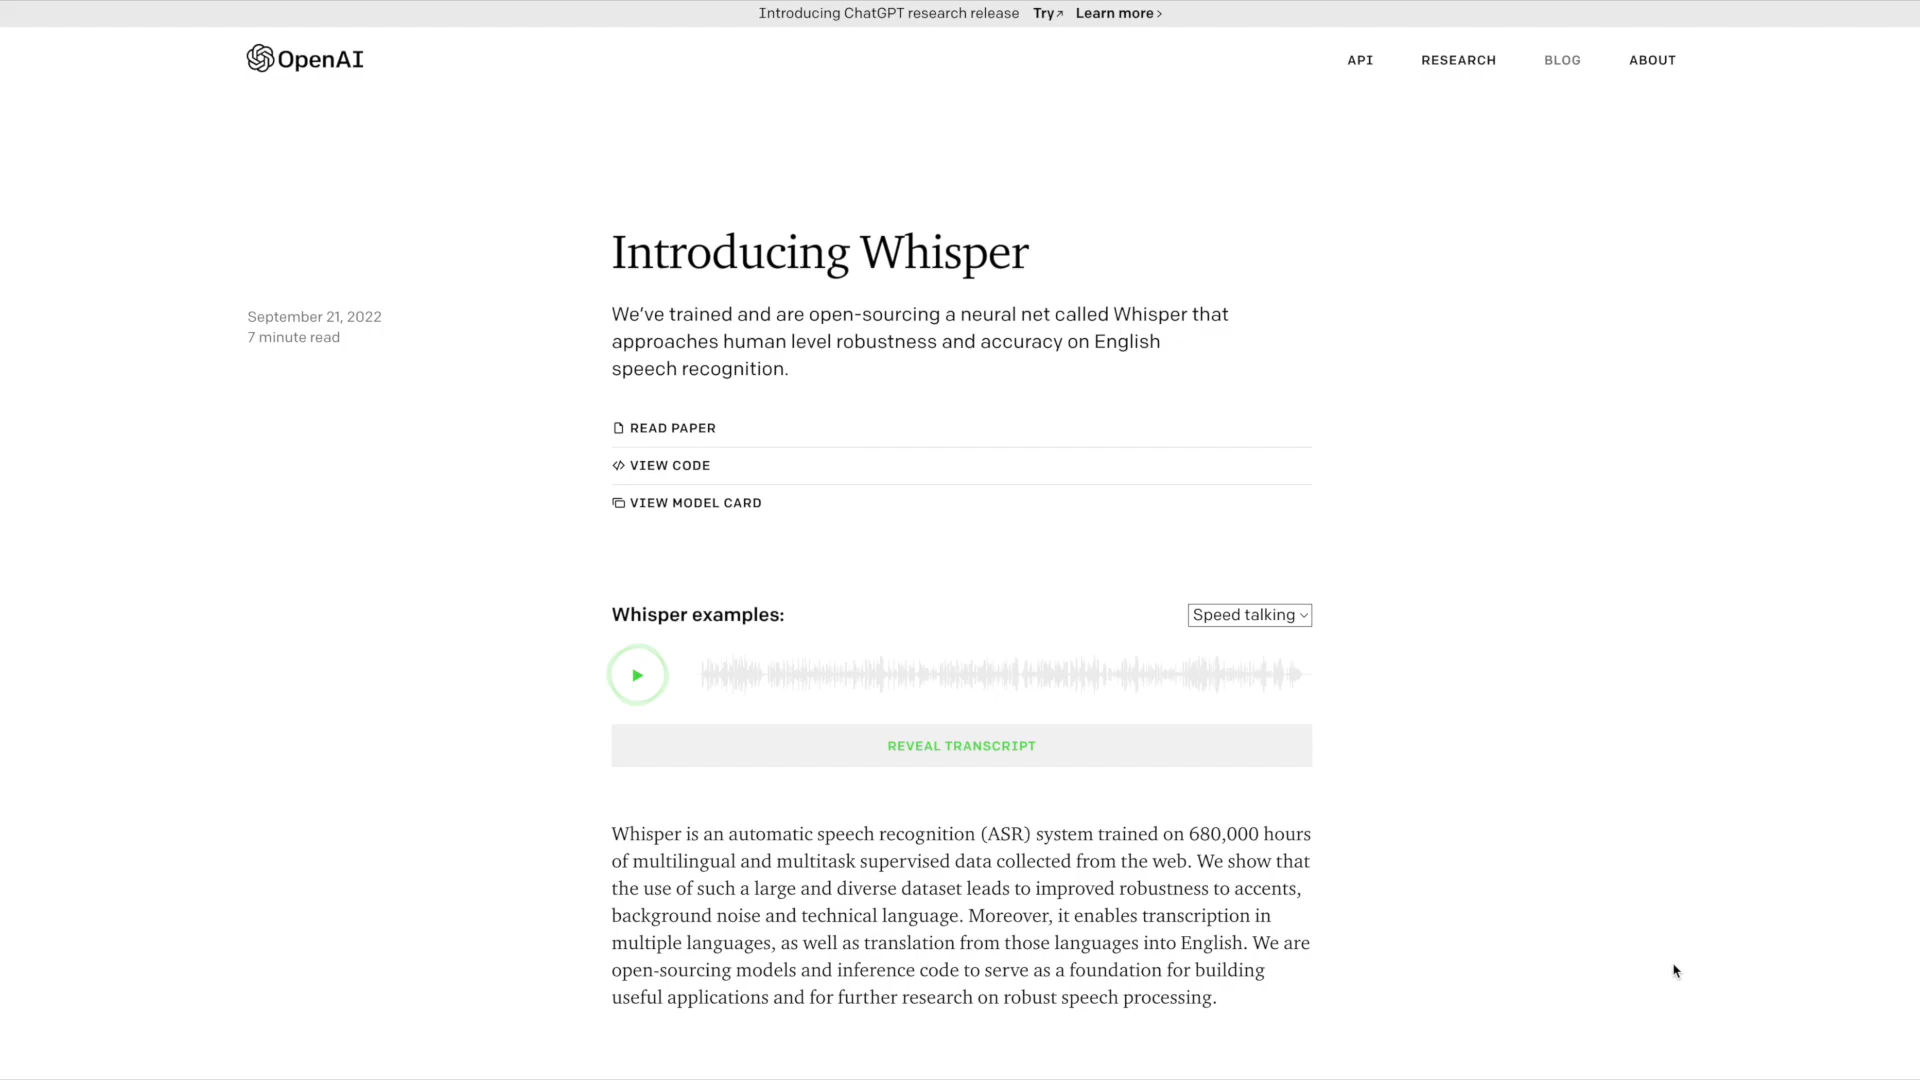 Introducing ChatGPT research release Try↗ Learn more ›
OpenAI
API RESEARCH BLOG ABOUT
Introducing Whisper
September 21, 2022
7 minute read
We’ve trained and are open-sourcing a neural net called Whisper that
approaches human level robustness and accuracy on English
speech recognition.
READ PAPER
VIEW CODE
VIEW MODEL CARD
Whisper examples:
Speed talking
REVEAL TRANSCRIPT
Whisper is an automatic speech recognition (ASR) system trained on 680,000 hours
of multilingual and multitask supervised data collected from the web. We show that
the use of such a large and diverse dataset leads to improved robustness to accents,
background noise and technical language. Moreover, it enables transcription in
multiple languages, as well as translation from those languages into English. We are
open-sourcing models and inference code to serve as a foundation for building
useful applications and for further research on robust speech processing.